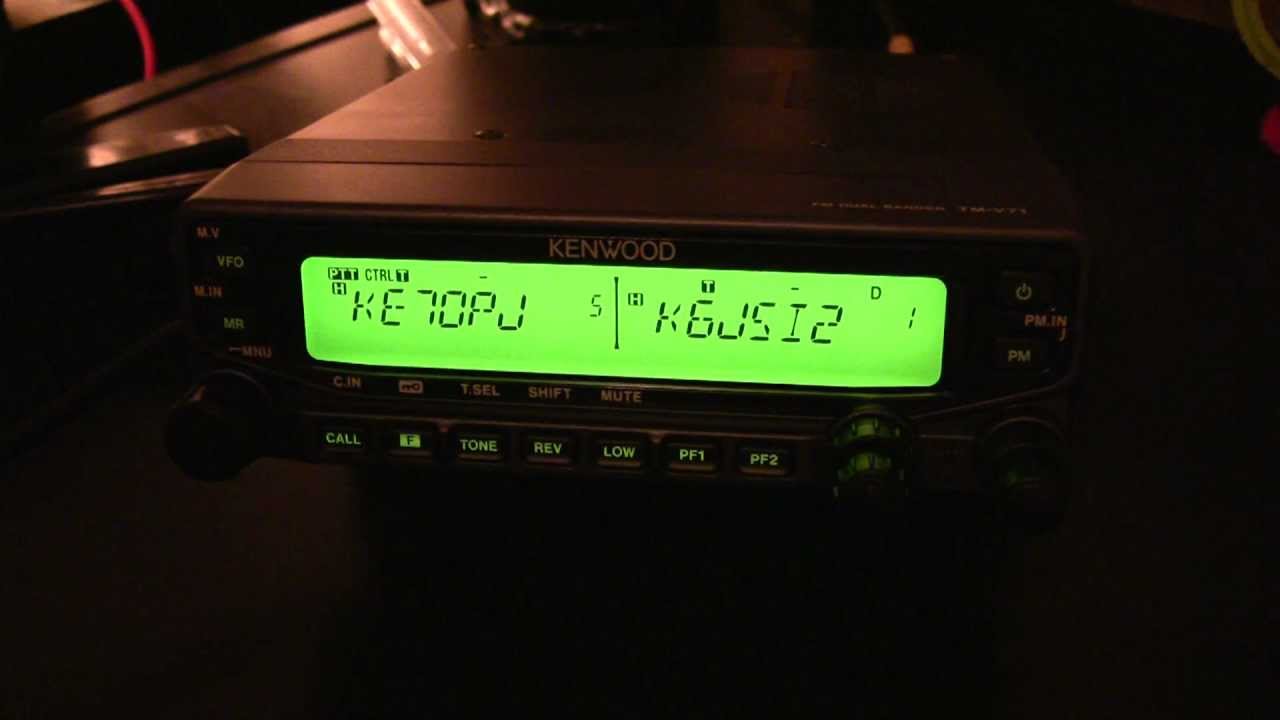 FM DUAL BANDER TM-V71
KENWOOD
M.V
VFO
M.IN
MR
MNU
PTT CTRL T
H KE7OPJ 5
T D
H K6JSI2 1
PM.IN
PM
C.IN T.SEL SHIFT MUTE
CALL F TONE REV LOW PF1 PF2